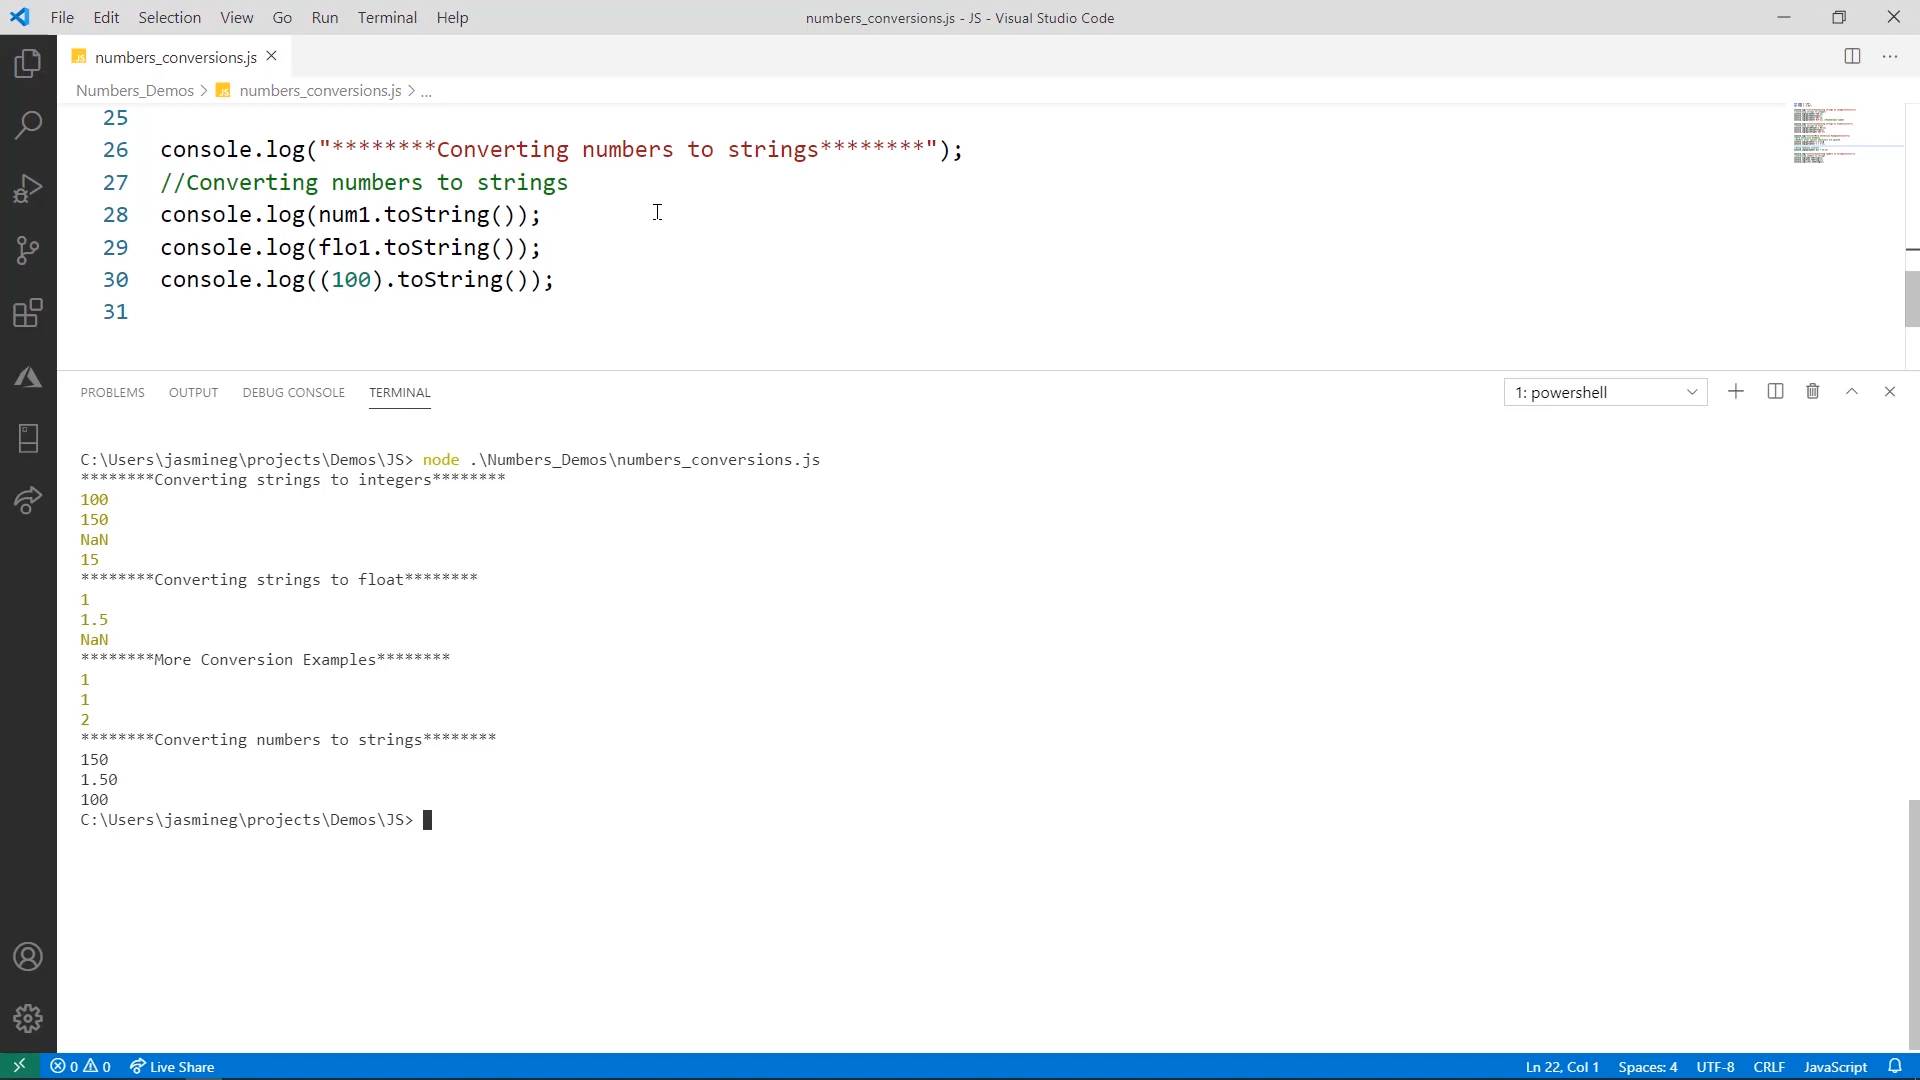 File Edit Selection View Go Run Terminal Help
numbers_conversions.js - JS - Visual Studio Code
JS numbers_conversions.js
Numbers_Demos > JS numbers_conversions.js > ...
25
26 console.log("********Converting numbers to strings********");
27 //Converting numbers to strings
28 console.log(num1.toString());
29 console.log(flo1.toString());
30 console.log((100).toString());
31
PROBLEMS OUTPUT DEBUG CONSOLE TERMINAL
1: powershell
C:\Users\jasmineg\projects\Demos\JS> node .\Numbers_Demos\numbers_conversions.js
********Converting strings to integers********
100
150
NaN
15
********Converting strings to float********
1
1.5
NaN
********More Conversion Examples********
1
1
2
********Converting numbers to strings********
150
1.50
100
C:\Users\jasmineg\projects\Demos\JS>
0 0 Live Share
Ln 22, Col 1 Spaces: 4 UTF-8 CRLF JavaScript